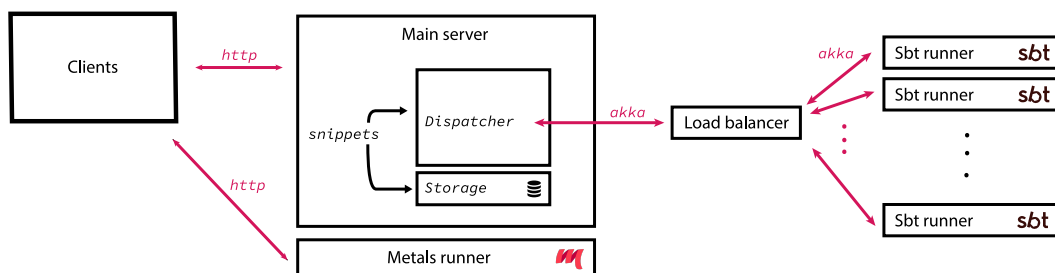 Clients
http
http
Main server
snippets
Dispatcher
Storage
Metals runner
akka
Load balancer
akka
Sbt runner sbt
Sbt runner sbt
Sbt runner sbt